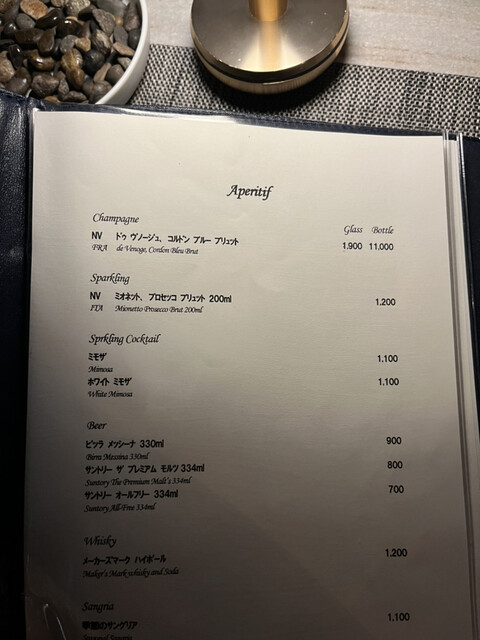 Aperitif
Champagne
Glass Bottle
NV ドゥ ヴノージュ、コルドン ブルー ブリュット 1.900 11.000
FRA de Venoge, Cordon Bleu Brut
Sparkling
NV ミオネット、プロセッコ ブリュット 200ml 1.200
ITA Mionetto Prosecco Brut 200ml
Sprkling Cocktail
ミモザ 1.100
Mimosa
ホワイト ミモザ 1.100
White Mimosa
Beer
ビッラ メッシーナ 330ml 900
Birra Messina 330ml
サントリー ザ プレミアム モルツ 334ml 800
Suntory The Premium Malt's 334ml
サントリー オールフリー 334ml 700
Suntory All-Free 334ml
Whisky
メーカーズマーク ハイボール 1.200
Maker's Mark whisky and Soda
Sangria
季節のサングリア 1.100
Seasonal Sangria